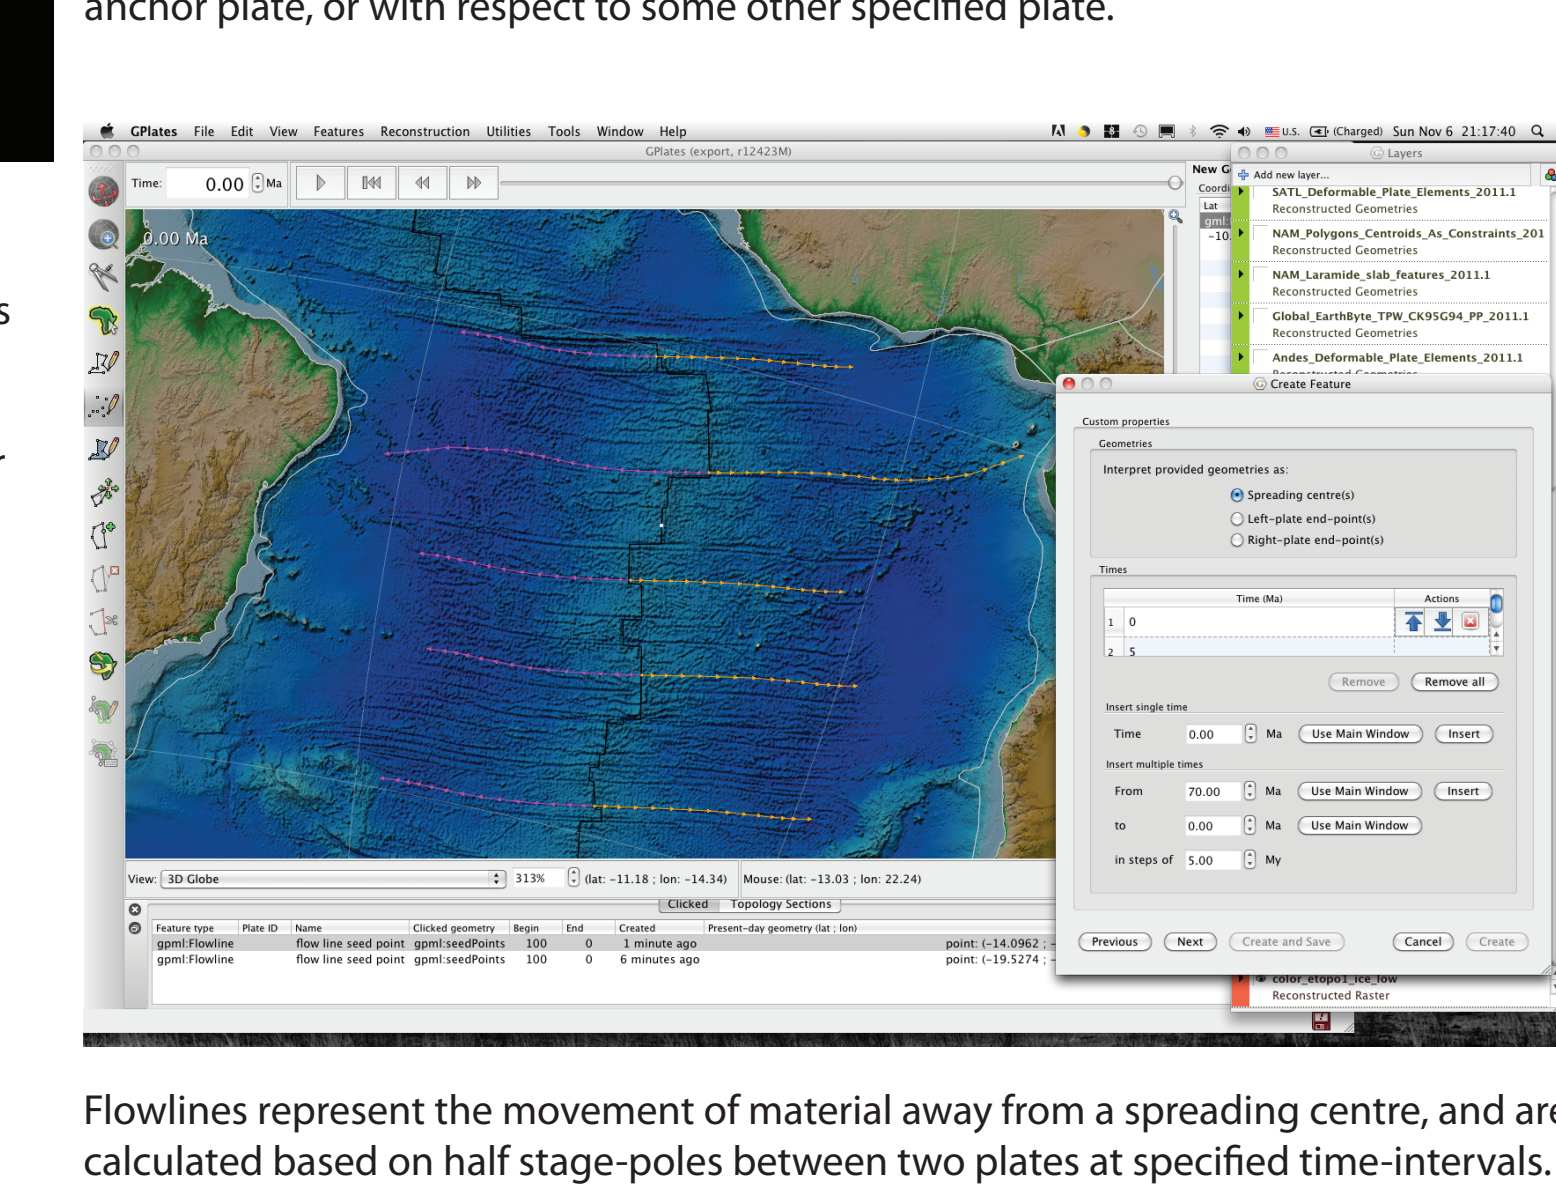 anchor plate, or with respect to some other specified plate.
s
r
GPlates File Edit View Features Reconstruction Utilities Tools Window Help
U.S. (Charged) Sun Nov 6 21:17:40
GPlates (export, r12423M)
Layers
Time: 0.00 Ma
New G
Coordi
Lat
gml:
-10.
Add new layer...
SATL_Deformable_Plate_Elements_2011.1
Reconstructed Geometries
NAM_Polygons_Centroids_As_Constraints_201
Reconstructed Geometries
NAM_Laramide_slab_features_2011.1
Reconstructed Geometries
Global_EarthByte_TPW_CK95G94_PP_2011.1
Reconstructed Geometries
Andes_Deformable_Plate_Elements_2011.1
Reconstructed Geometries
0.00 Ma
Create Feature
Custom properties
Geometries
Interpret provided geometries as:
Spreading centre(s)
Left-plate end-point(s)
Right-plate end-point(s)
Times
Time (Ma) Actions
1 0
2 5
Remove Remove all
Insert single time
Time 0.00 Ma Use Main Window Insert
Insert multiple times
From 70.00 Ma Use Main Window Insert
to 0.00 Ma Use Main Window
in steps of 5.00 My
Previous Next Create and Save Cancel Create
View: 3D Globe 313% (lat: -11.18 ; lon: -14.34) Mouse: (lat: -13.03 ; lon: 22.24)
Clicked Topology Sections
Feature type Plate ID Name Clicked geometry Begin End Created Present-day geometry (lat ; lon)
gpml:Flowline flow line seed point gpml:seedPoints 100 0 1 minute ago point: (-14.0962 ; -
gpml:Flowline flow line seed point gpml:seedPoints 100 0 6 minutes ago point: (-19.5274 ; -
color_etopo1_ice_low
Reconstructed Raster
Flowlines represent the movement of material away from a spreading centre, and are
calculated based on half stage-poles between two plates at specified time-intervals.